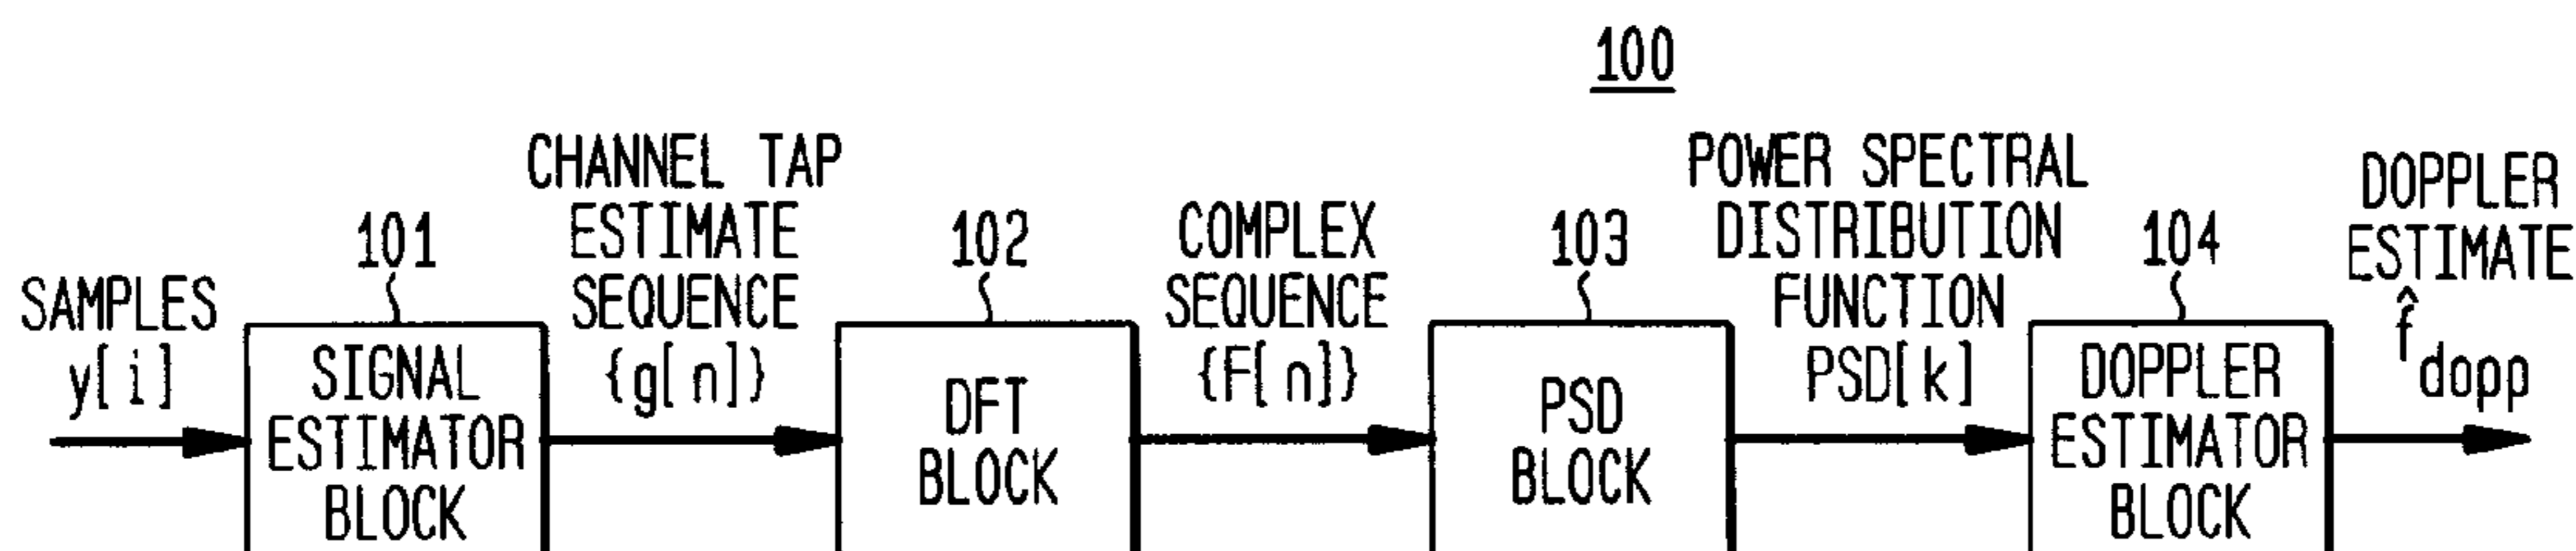 100
SAMPLES
y[i]
101
SIGNAL
ESTIMATOR
BLOCK
CHANNEL TAP
ESTIMATE
SEQUENCE
{g[n]}
102
DFT
BLOCK
COMPLEX
SEQUENCE
{F[n]}
103
PSD
BLOCK
POWER SPECTRAL
DISTRIBUTION
FUNCTION
PSD[k]
104
DOPPLER
ESTIMATOR
BLOCK
DOPPLER
ESTIMATE
f̂dopp